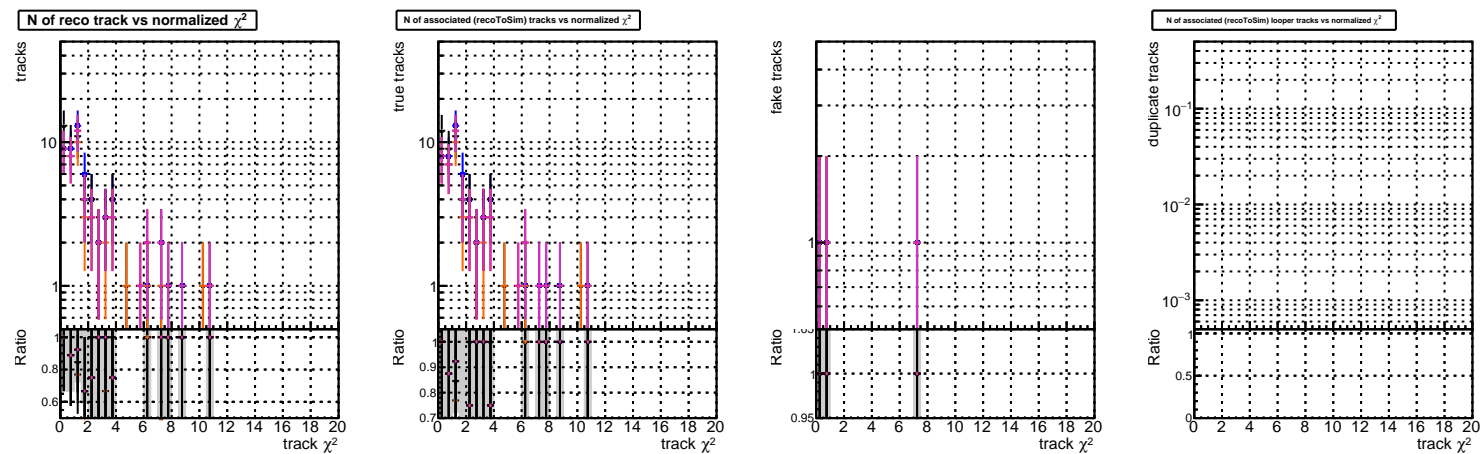 N of reco track vs normalized χ²
tracks
10
1
Ratio
1
0.8
0.6
0 2 4 6 8 10 12 14 16 18 20
track χ²
N of associated (recoToSim) tracks vs normalized χ²
true tracks
10
1
Ratio
1
0.9
0.8
0.7
0 2 4 6 8 10 12 14 16 18 20
track χ²
fake tracks
1
Ratio
1.05
1
0.95
0 2 4 6 8 10 12 14 16 18 20
track χ²
N of associated (recoToSim) looper tracks vs normalized χ²
duplicate tracks
10⁻¹
10⁻²
10⁻³
Ratio
1
0.5
0
0 2 4 6 8 10 12 14 16 18 20
track χ²